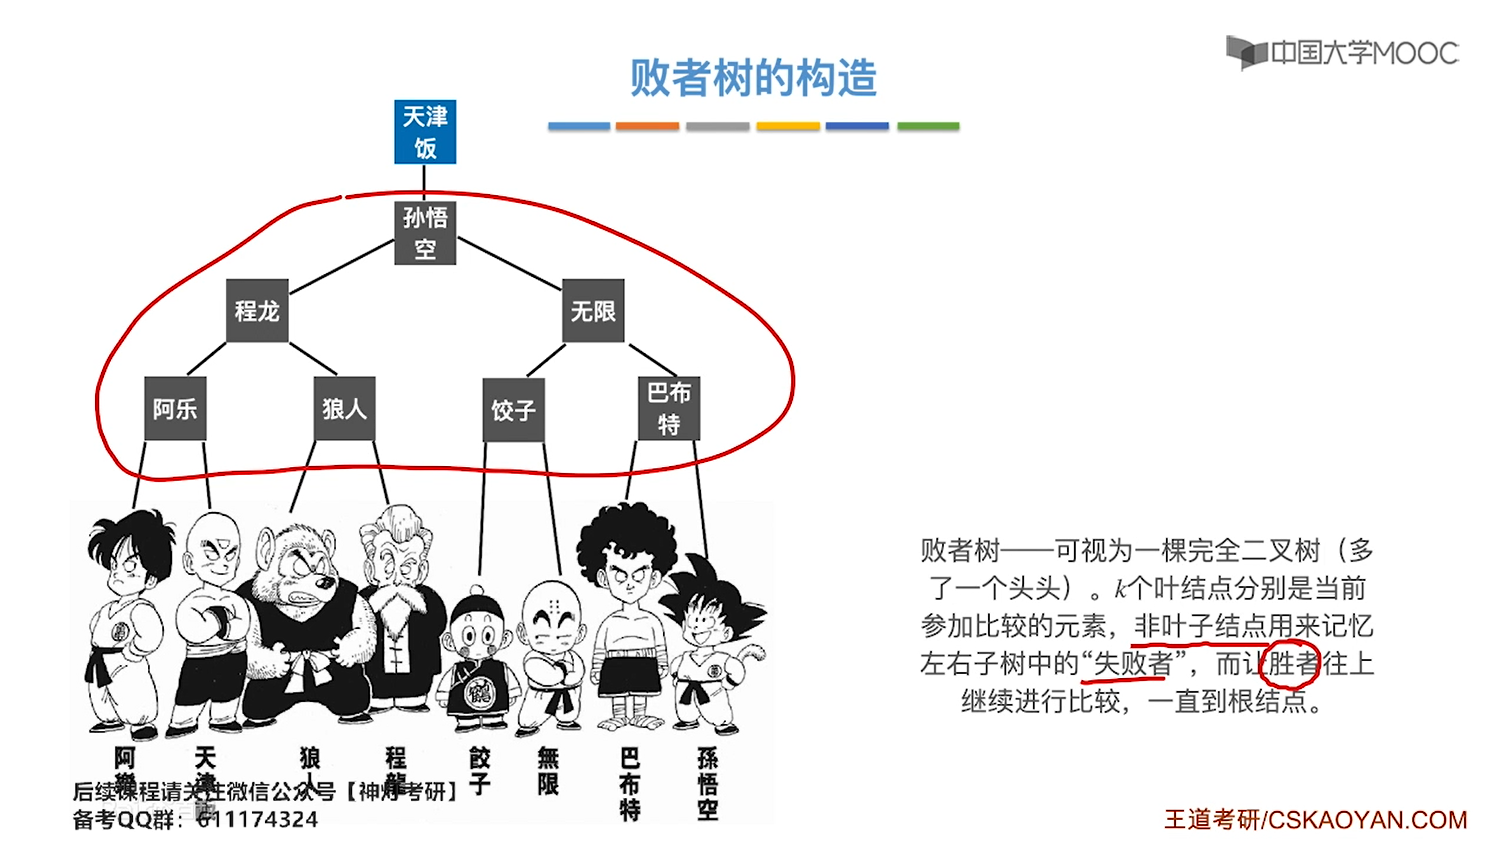 中国大学MOOC
败者树的构造
天津
饭
孙悟
空
程龙
无限
阿乐
狼人
饺子
巴布
特
败者树——可视为一棵完全二叉树（多
了一个头头）。k个叶结点分别是当前
参加比较的元素，非叶子结点用来记忆
左右子树中的“失败者”，而让胜者往上
继续进行比较，一直到根结点。
阿樂
天津
狼人
程龍
餃子
無限
巴布特
孫悟空
后续课程请关注微信公众号【神灯考研】
备考QQ群：611174324
王道考研/CSKAOYAN.COM